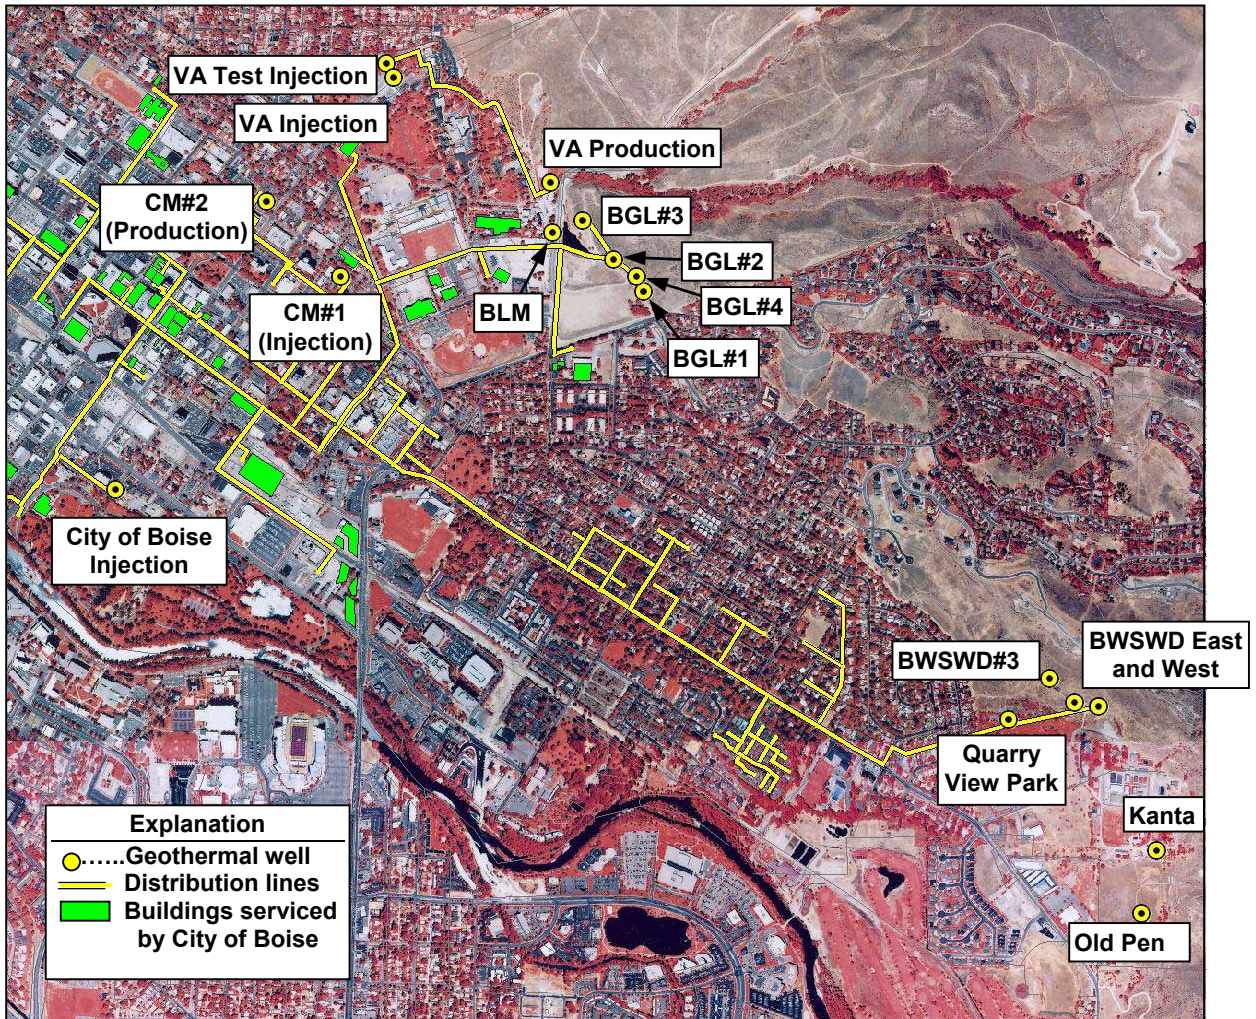 VA Test Injection
VA Injection
VA Production
CM#2
(Production)
BGL#3
BGL#2
BGL#4
BLM
CM#1
(Injection)
BGL#1
City of Boise
Injection
BWSWD#3
BWSWD East
and West
Quarry
View Park
Kanta
Old Pen
Explanation
......Geothermal well
Distribution lines
Buildings serviced
by City of Boise